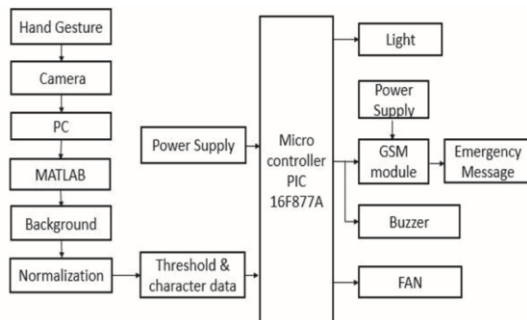 Hand Gesture
Camera
PC
MATLAB
Background
Normalization
Power Supply
Threshold &
character data
Micro
controller
PIC
16F877A
Light
Power
Supply
GSM
module
Emergency
Message
Buzzer
FAN